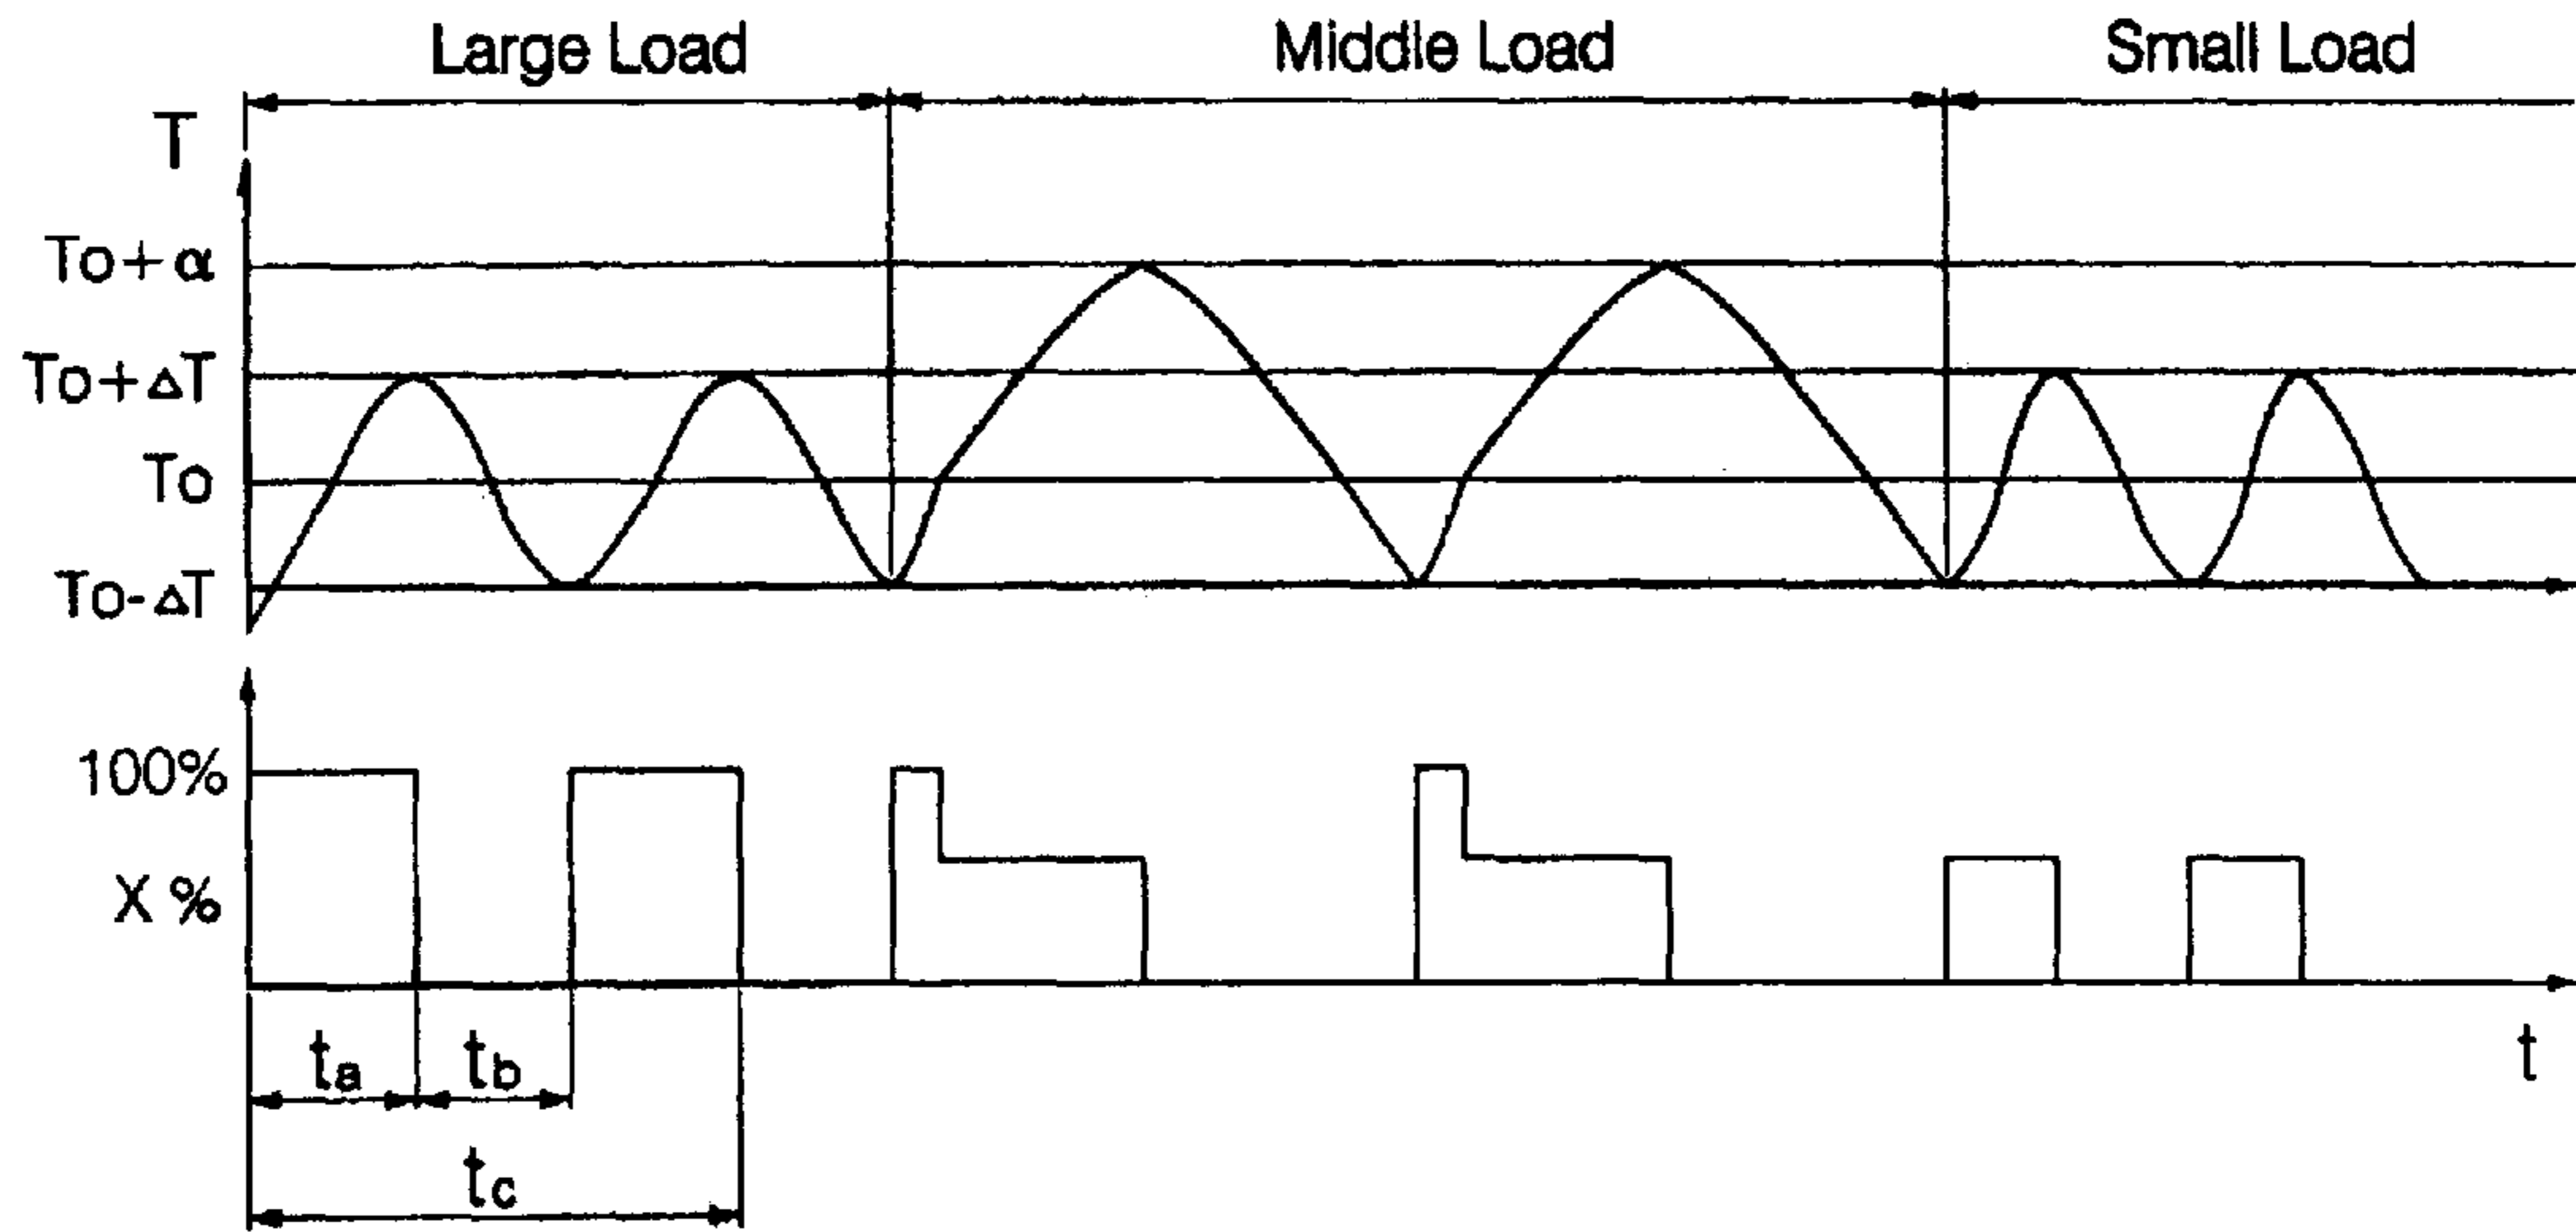 Large Load
Middle Load
Small Load
T
To+α
To+ΔT
To
To-ΔT
100%
X %
ta
tb
t
tc